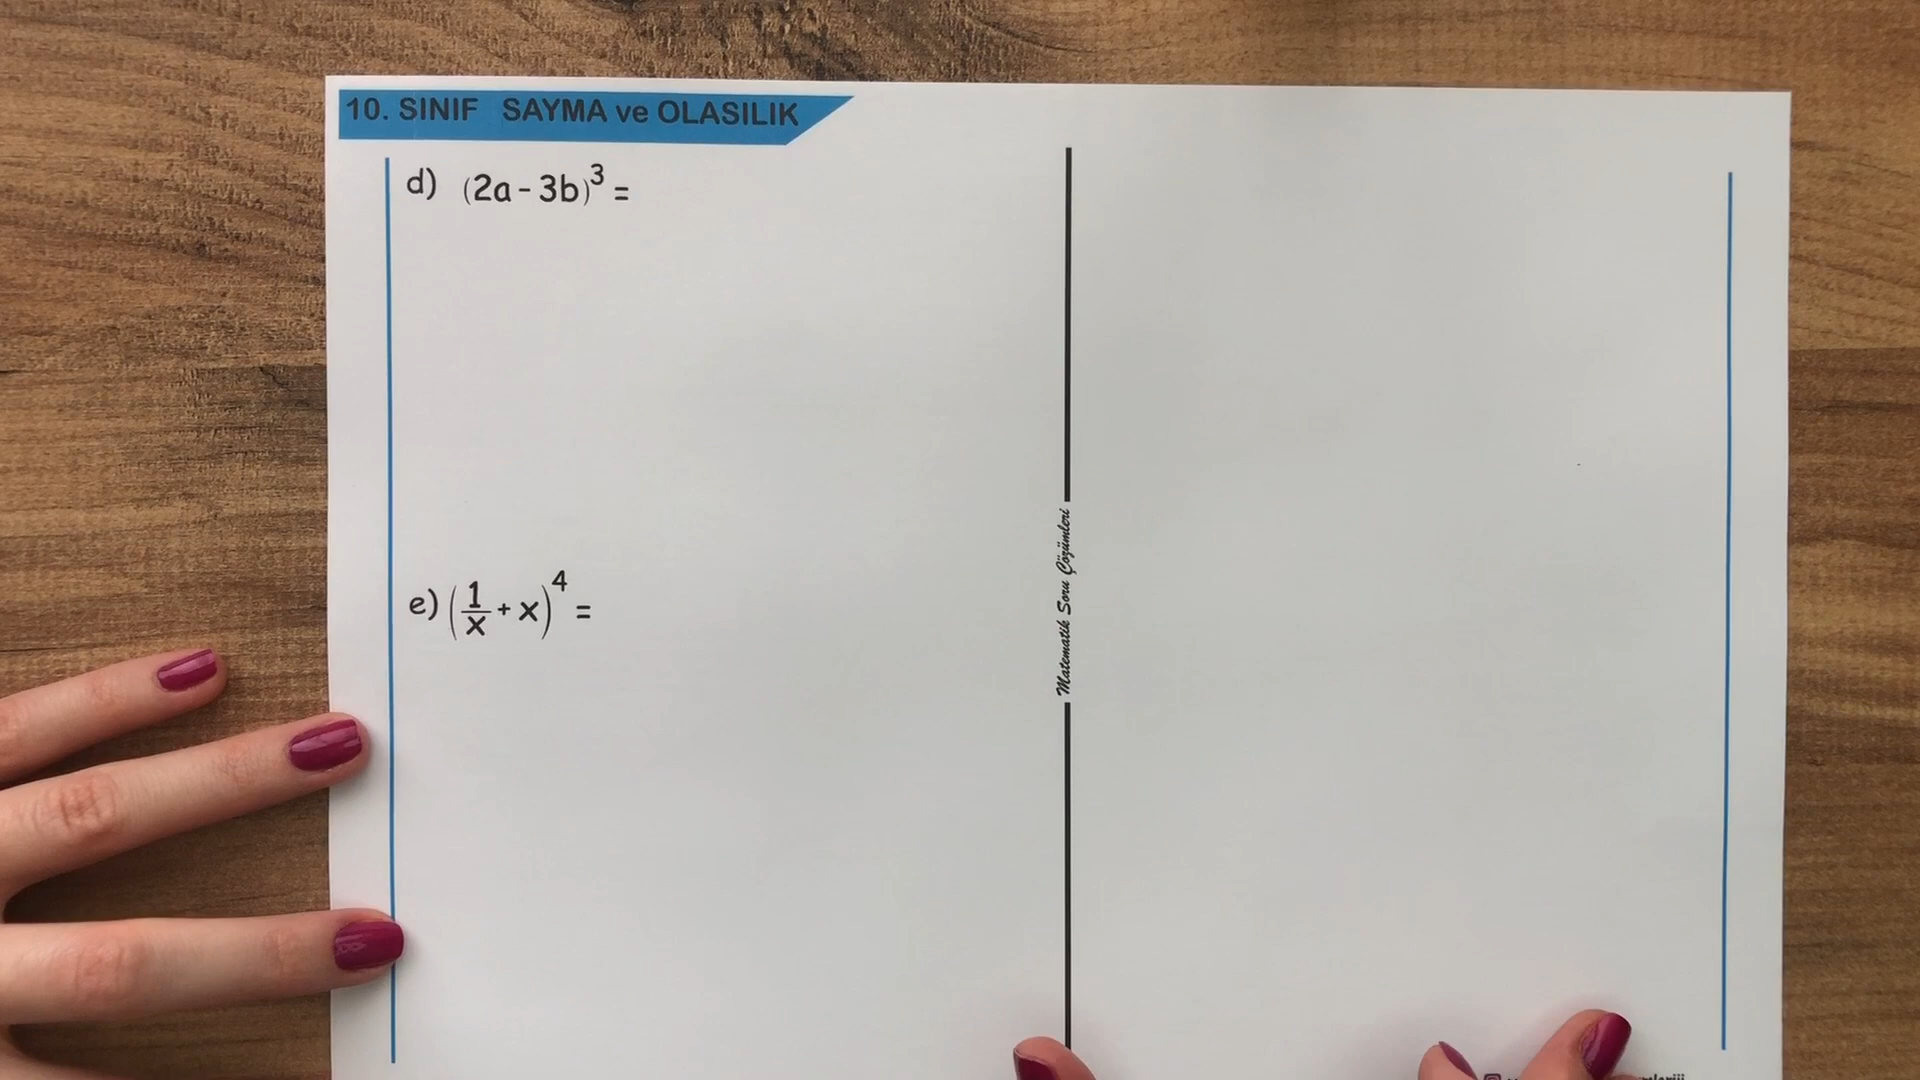 10. SINIF SAYMA ve OLASILIK
d) (2a - 3b)³ =
e) (1/x + x)⁴ =
Matematik Soru Çözümleri